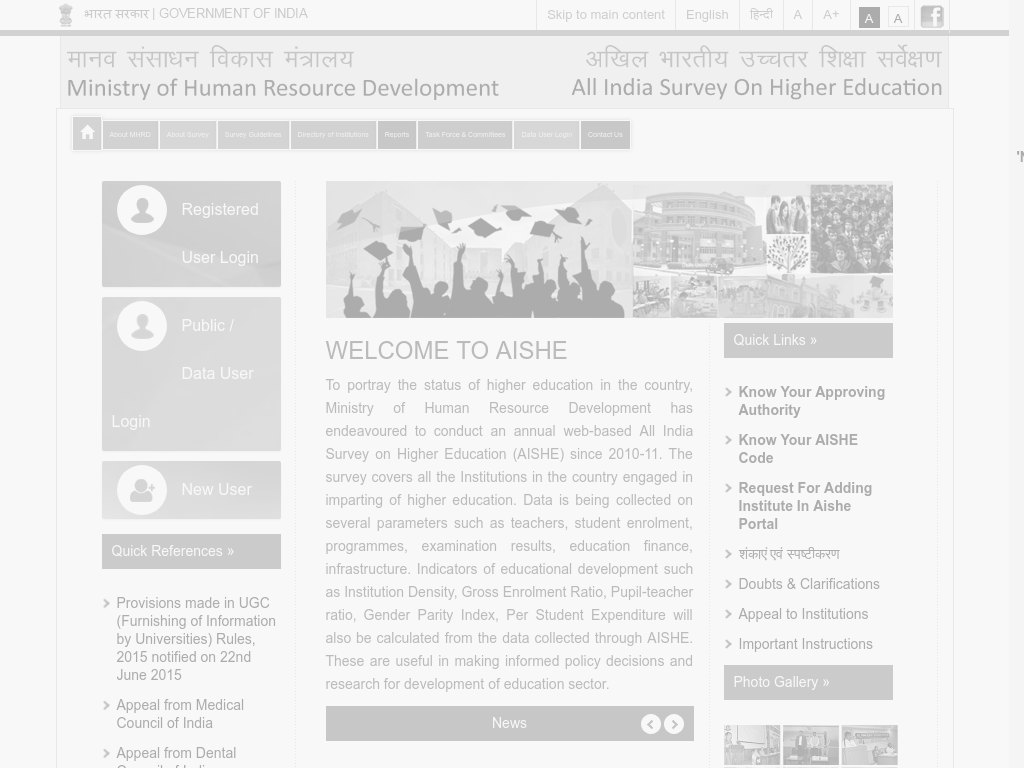 भारत सरकार | GOVERNMENT OF INDIA
Skip to main content
English
हिन्दी
A
A+
A
A
मानव संसाधन विकास मंत्रालय
अखिल भारतीय उच्चतर शिक्षा सर्वेक्षण
Ministry of Human Resource Development
All India Survey On Higher Education
About MHRD
About Survey
Survey Guidelines
Directory of Institutions
Reports
Task Force & Committees
Data User Login
Contact Us
Registered
User Login
Public /
Data User
Login
New User
Quick References »
Provisions made in UGC
(Furnishing of Information
by Universities) Rules,
2015 notified on 22nd
June 2015
Appeal from Medical
Council of India
Appeal from Dental
WELCOME TO AISHE
To portray the status of higher education in the country,
Ministry of Human Resource Development has
endeavoured to conduct an annual web-based All India
Survey on Higher Education (AISHE) since 2010-11. The
survey covers all the Institutions in the country engaged in
imparting of higher education. Data is being collected on
several parameters such as teachers, student enrolment,
programmes, examination results, education finance,
infrastructure. Indicators of educational development such
as Institution Density, Gross Enrolment Ratio, Pupil-teacher
ratio, Gender Parity Index, Per Student Expenditure will
also be calculated from the data collected through AISHE.
These are useful in making informed policy decisions and
research for development of education sector.
News
Quick Links »
Know Your Approving
Authority
Know Your AISHE
Code
Request For Adding
Institute In Aishe
Portal
शंकाएं एवं स्पष्टीकरण
Doubts & Clarifications
Appeal to Institutions
Important Instructions
Photo Gallery »